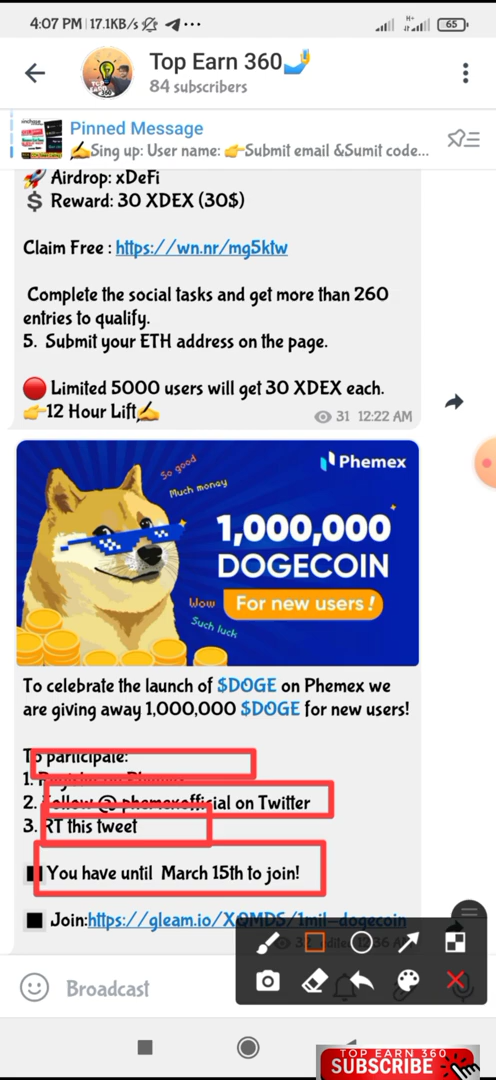 4:07 PM 17.1KB/s
65
Top Earn 360
84 subscribers
Pinned Message
Sing up: User name: 👉Submit email &Sumit code...
🚀 Airdrop: xDeFi
Reward: 30 XDEX (30$)
Claim Free : https://wn.nr/mg5ktw
Complete the social tasks and get more than 260
entries to qualify.
5. Submit your ETH address on the page.
🔴 Limited 5000 users will get 30 XDEX each.
👉12 Hour Lift✍
31 12:22 AM
Phemex
So good
Much money
1,000,000
DOGECOIN
Wow
For new users!
Such luck
To celebrate the launch of $DOGE on Phemex we
are giving away 1,000,000 $DOGE for new users!
To participate:
1.
2. Follow @phemexofficial on Twitter
3. RT this tweet
You have until March 15th to join!
Join:https://gleam.io/XQMDS/1mil-dogecoin
edited
Broadcast
TOP EARN 360
SUBSCRIBE